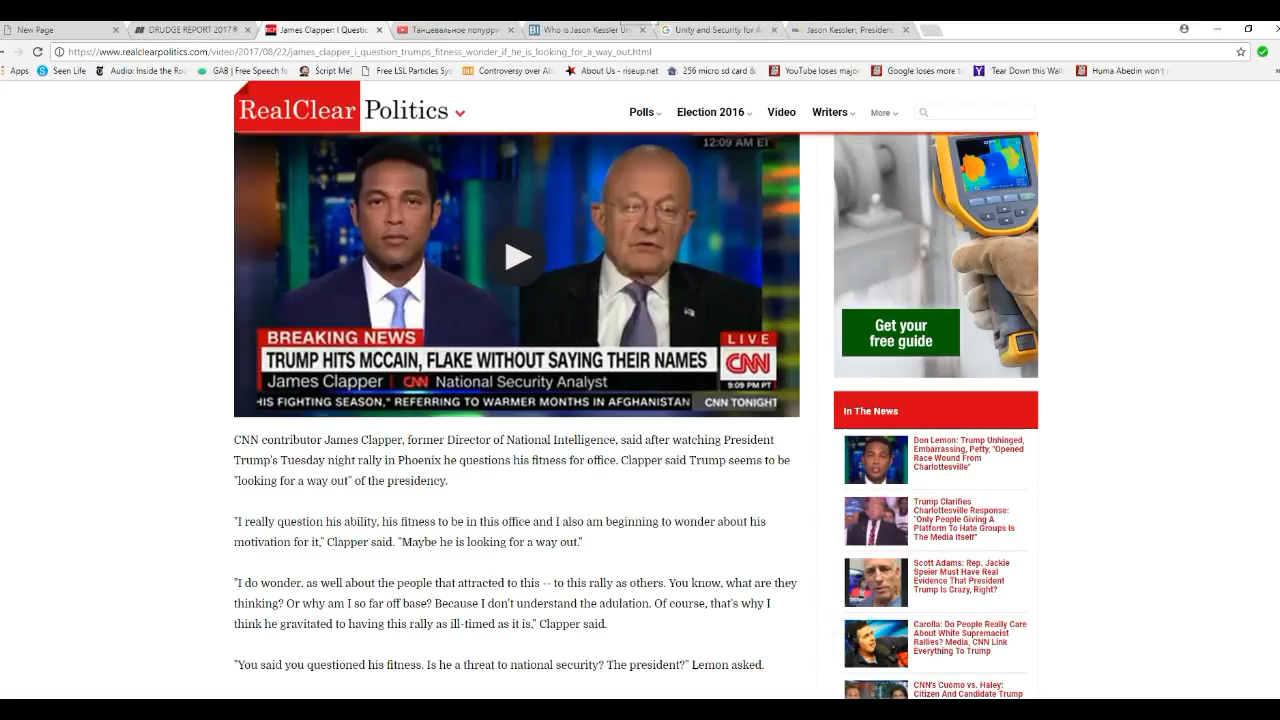 New Page
DRUDGE REPORT 2017®
James Clapper: I Questic
Танцевальное попурри
Who is Jason Kessler Un
Unity and Security for A
Jason Kessler, President
https://www.realclearpolitics.com/video/2017/08/22/james_clapper_i_question_trumps_fitness_wonder_if_he_is_looking_for_a_way_out.html
Apps
Seen Life
Audio: Inside the Ro
GAB | Free Speech fo
Script Me!
Free LSL Particles Sys
Controversy over Ali
About Us - riseup.net
256 micro sd card &
YouTube loses major
Google loses more to
'Tear Down this Wall
Huma Abedin won't
RealClear Politics
Polls
Election 2016
Video
Writers
More
12:09 AM ET
BREAKING NEWS
TRUMP HITS MCCAIN, FLAKE WITHOUT SAYING THEIR NAMES
James Clapper CNN National Security Analyst
LIVE
CNN
9:09 PM PT
HIS FIGHTING SEASON," REFERRING TO WARMER MONTHS IN AFGHANISTAN
CNN TONIGHT
CNN contributor James Clapper, former Director of National Intelligence, said after watching President
Trump's Tuesday night rally in Phoenix he questions his fitness for office. Clapper said Trump seems to be
"looking for a way out" of the presidency.
"I really question his ability, his fitness to be in this office and I also am beginning to wonder about his
motivation for it," Clapper said. "Maybe he is looking for a way out."
"I do wonder, as well about the people that attracted to this -- to this rally as others. You know, what are they
thinking? Or why am I so far off base? Because I don't understand the adulation. Of course, that's why I
think he gravitated to having this rally as ill-timed as it is," Clapper said.
"You said you questioned his fitness. Is he a threat to national security? The president?" Lemon asked.
Get your
free guide
In The News
Don Lemon: Trump Unhinged,
Embarrassing, Petty, "Opened
Race Wound From
Charlottesville"
Trump Clarifies
Charlottesville Response:
"Only People Giving A
Platform To Hate Groups Is
The Media Itself"
Scott Adams: Rep. Jackie
Speier Must Have Real
Evidence That President
Trump Is Crazy, Right?
Carolla: Do People Really Care
About White Supremacist
Rallies? Media, CNN Link
Everything To Trump
CNN's Cuomo vs. Haley:
Citizen And Candidate Trump